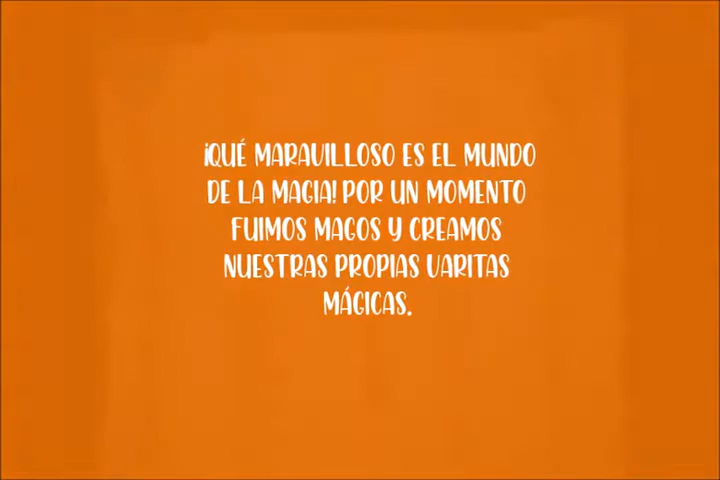 ¡QUÉ MARAVILLOSO ES EL MUNDO
DE LA MAGIA! POR UN MOMENTO
FUIMOS MAGOS Y CREAMOS
NUESTRAS PROPIAS VARITAS
MÁGICAS.